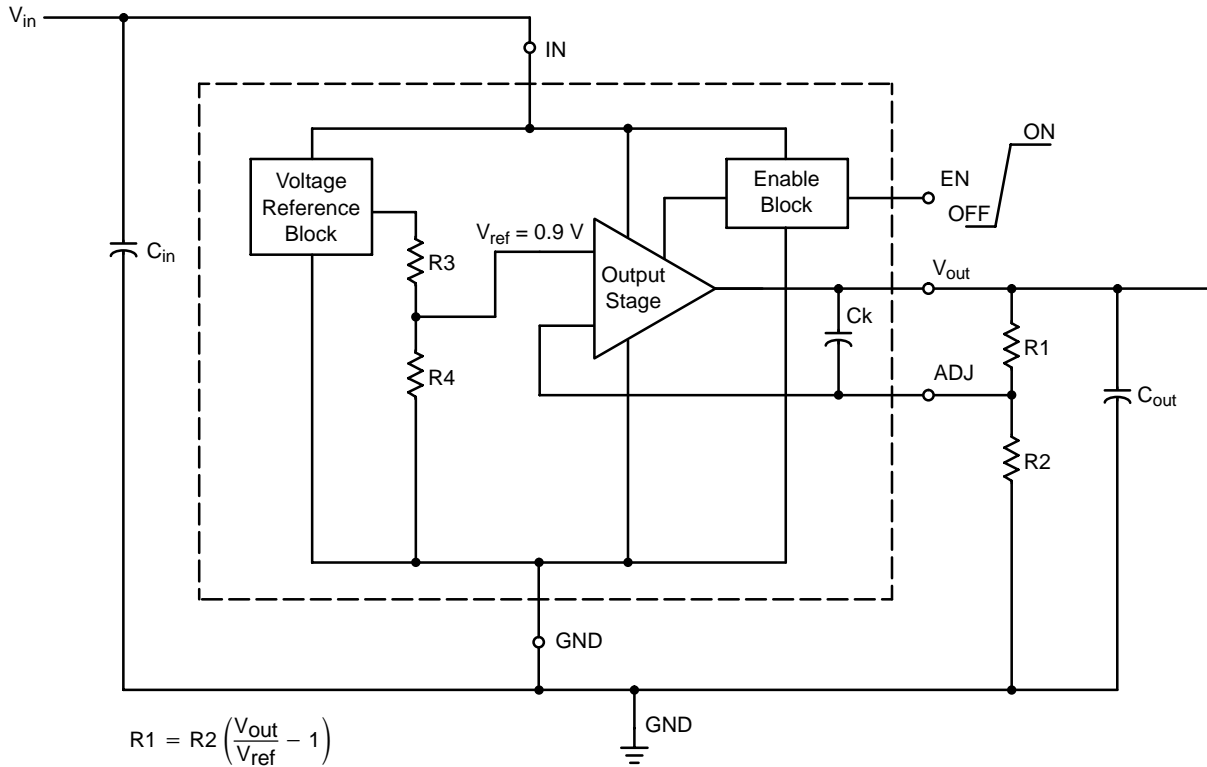 Vin
IN
ON
Voltage
Reference
Block
Enable
Block
EN
OFF
Cin
R3
Vref = 0.9 V
Output
Stage
Vout
Ck
R1
R4
ADJ
Cout
R2
GND
GND
R1 = R2 (Vout/Vref − 1)